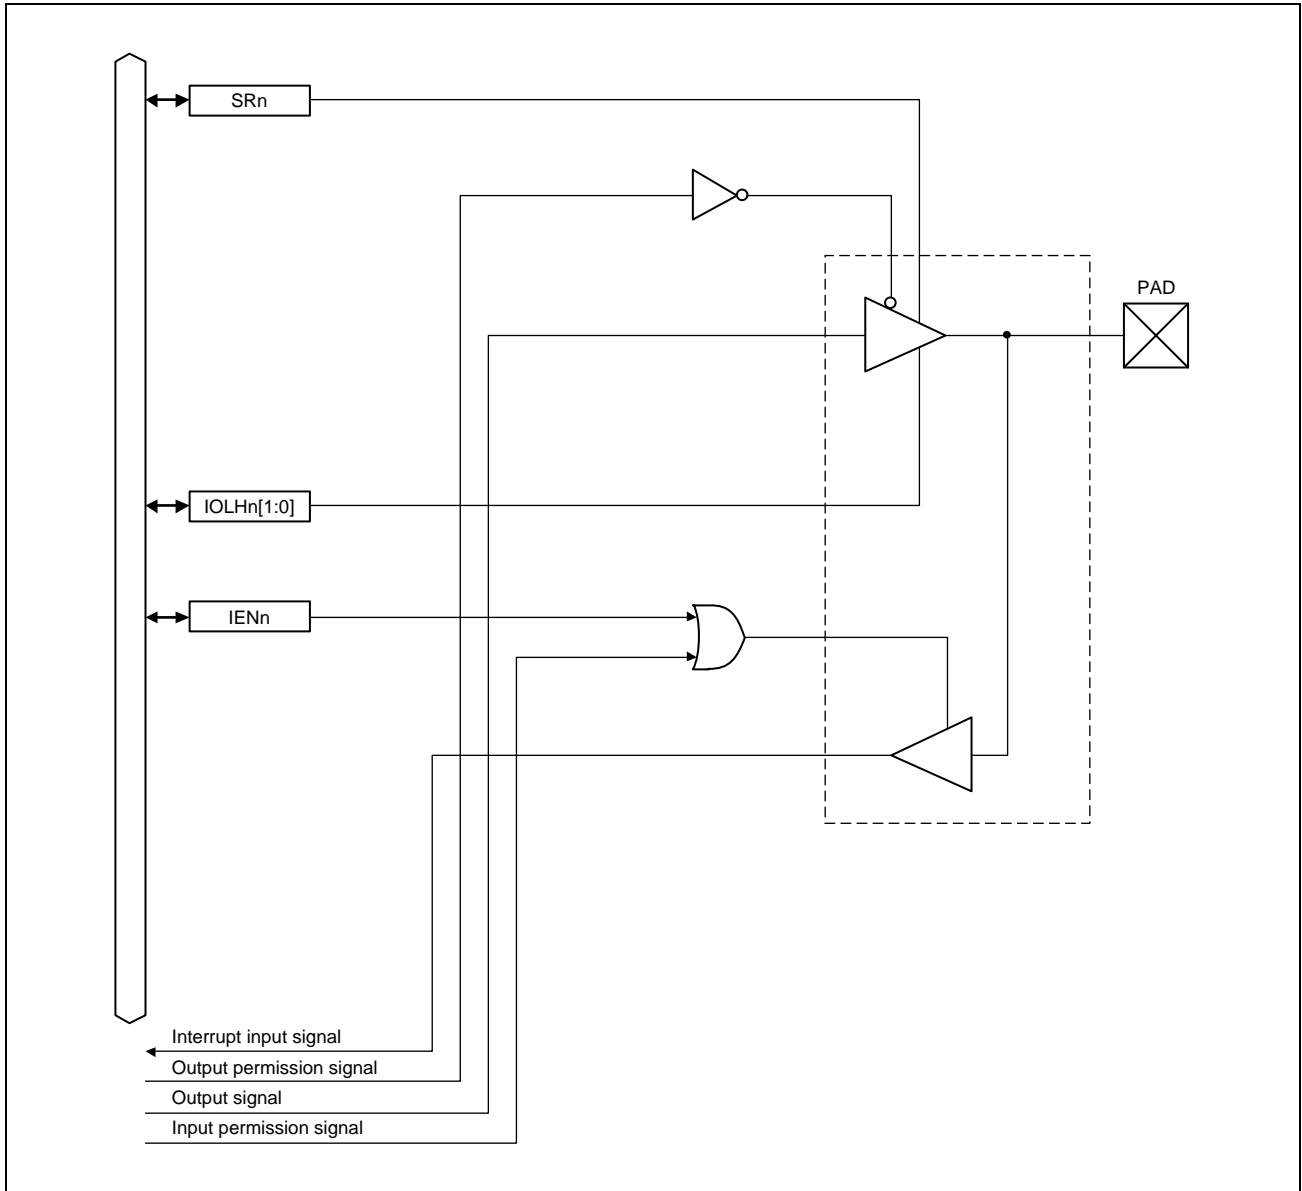 SRn
PAD
IOLHn[1:0]
IENn
Interrupt input signal
Output permission signal
Output signal
Input permission signal